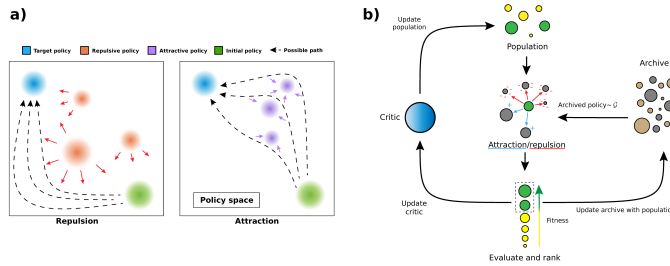 a)
Target policy
Repulsive policy
Attractive policy
Initial policy
Possible path
Repulsion
Policy space
Attraction
b)
Update
population
Population
Archive
Critic
Archived policy~ 𝒢
Attraction/repulsion
Update
critic
Fitness
Update archive with populatio
Evaluate and rank